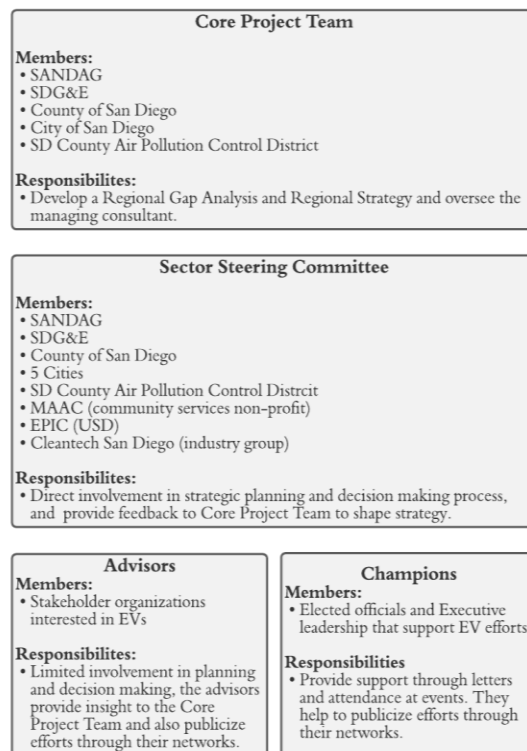 Core Project Team
Members:
• SANDAG
• SDG&E
• County of San Diego
• City of San Diego
• SD County Air Pollution Control District
Responsibilites:
• Develop a Regional Gap Analysis and Regional Strategy and oversee the
managing consultant.
Sector Steering Committee
Members:
• SANDAG
• SDG&E
• County of San Diego
• 5 Cities
• SD County Air Pollution Control Distrcit
• MAAC (community services non-profit)
• EPIC (USD)
• Cleantech San Diego (industry group)
Responsibilites:
• Direct involvement in strategic planning and decision making process,
and provide feedback to Core Project Team to shape strategy.
Advisors
Members:
• Stakeholder organizations
interested in EVs
Responsibilites:
• Limited involvement in planning
and decision making, the advisors
provide insight to the Core
Project Team and also publicize
efforts through their networks.
Champions
Members:
• Elected officials and Executive
leadership that support EV efforts
Responsibilities
• Provide support through letters
and attendance at events. They
help to publicize efforts through
their networks.